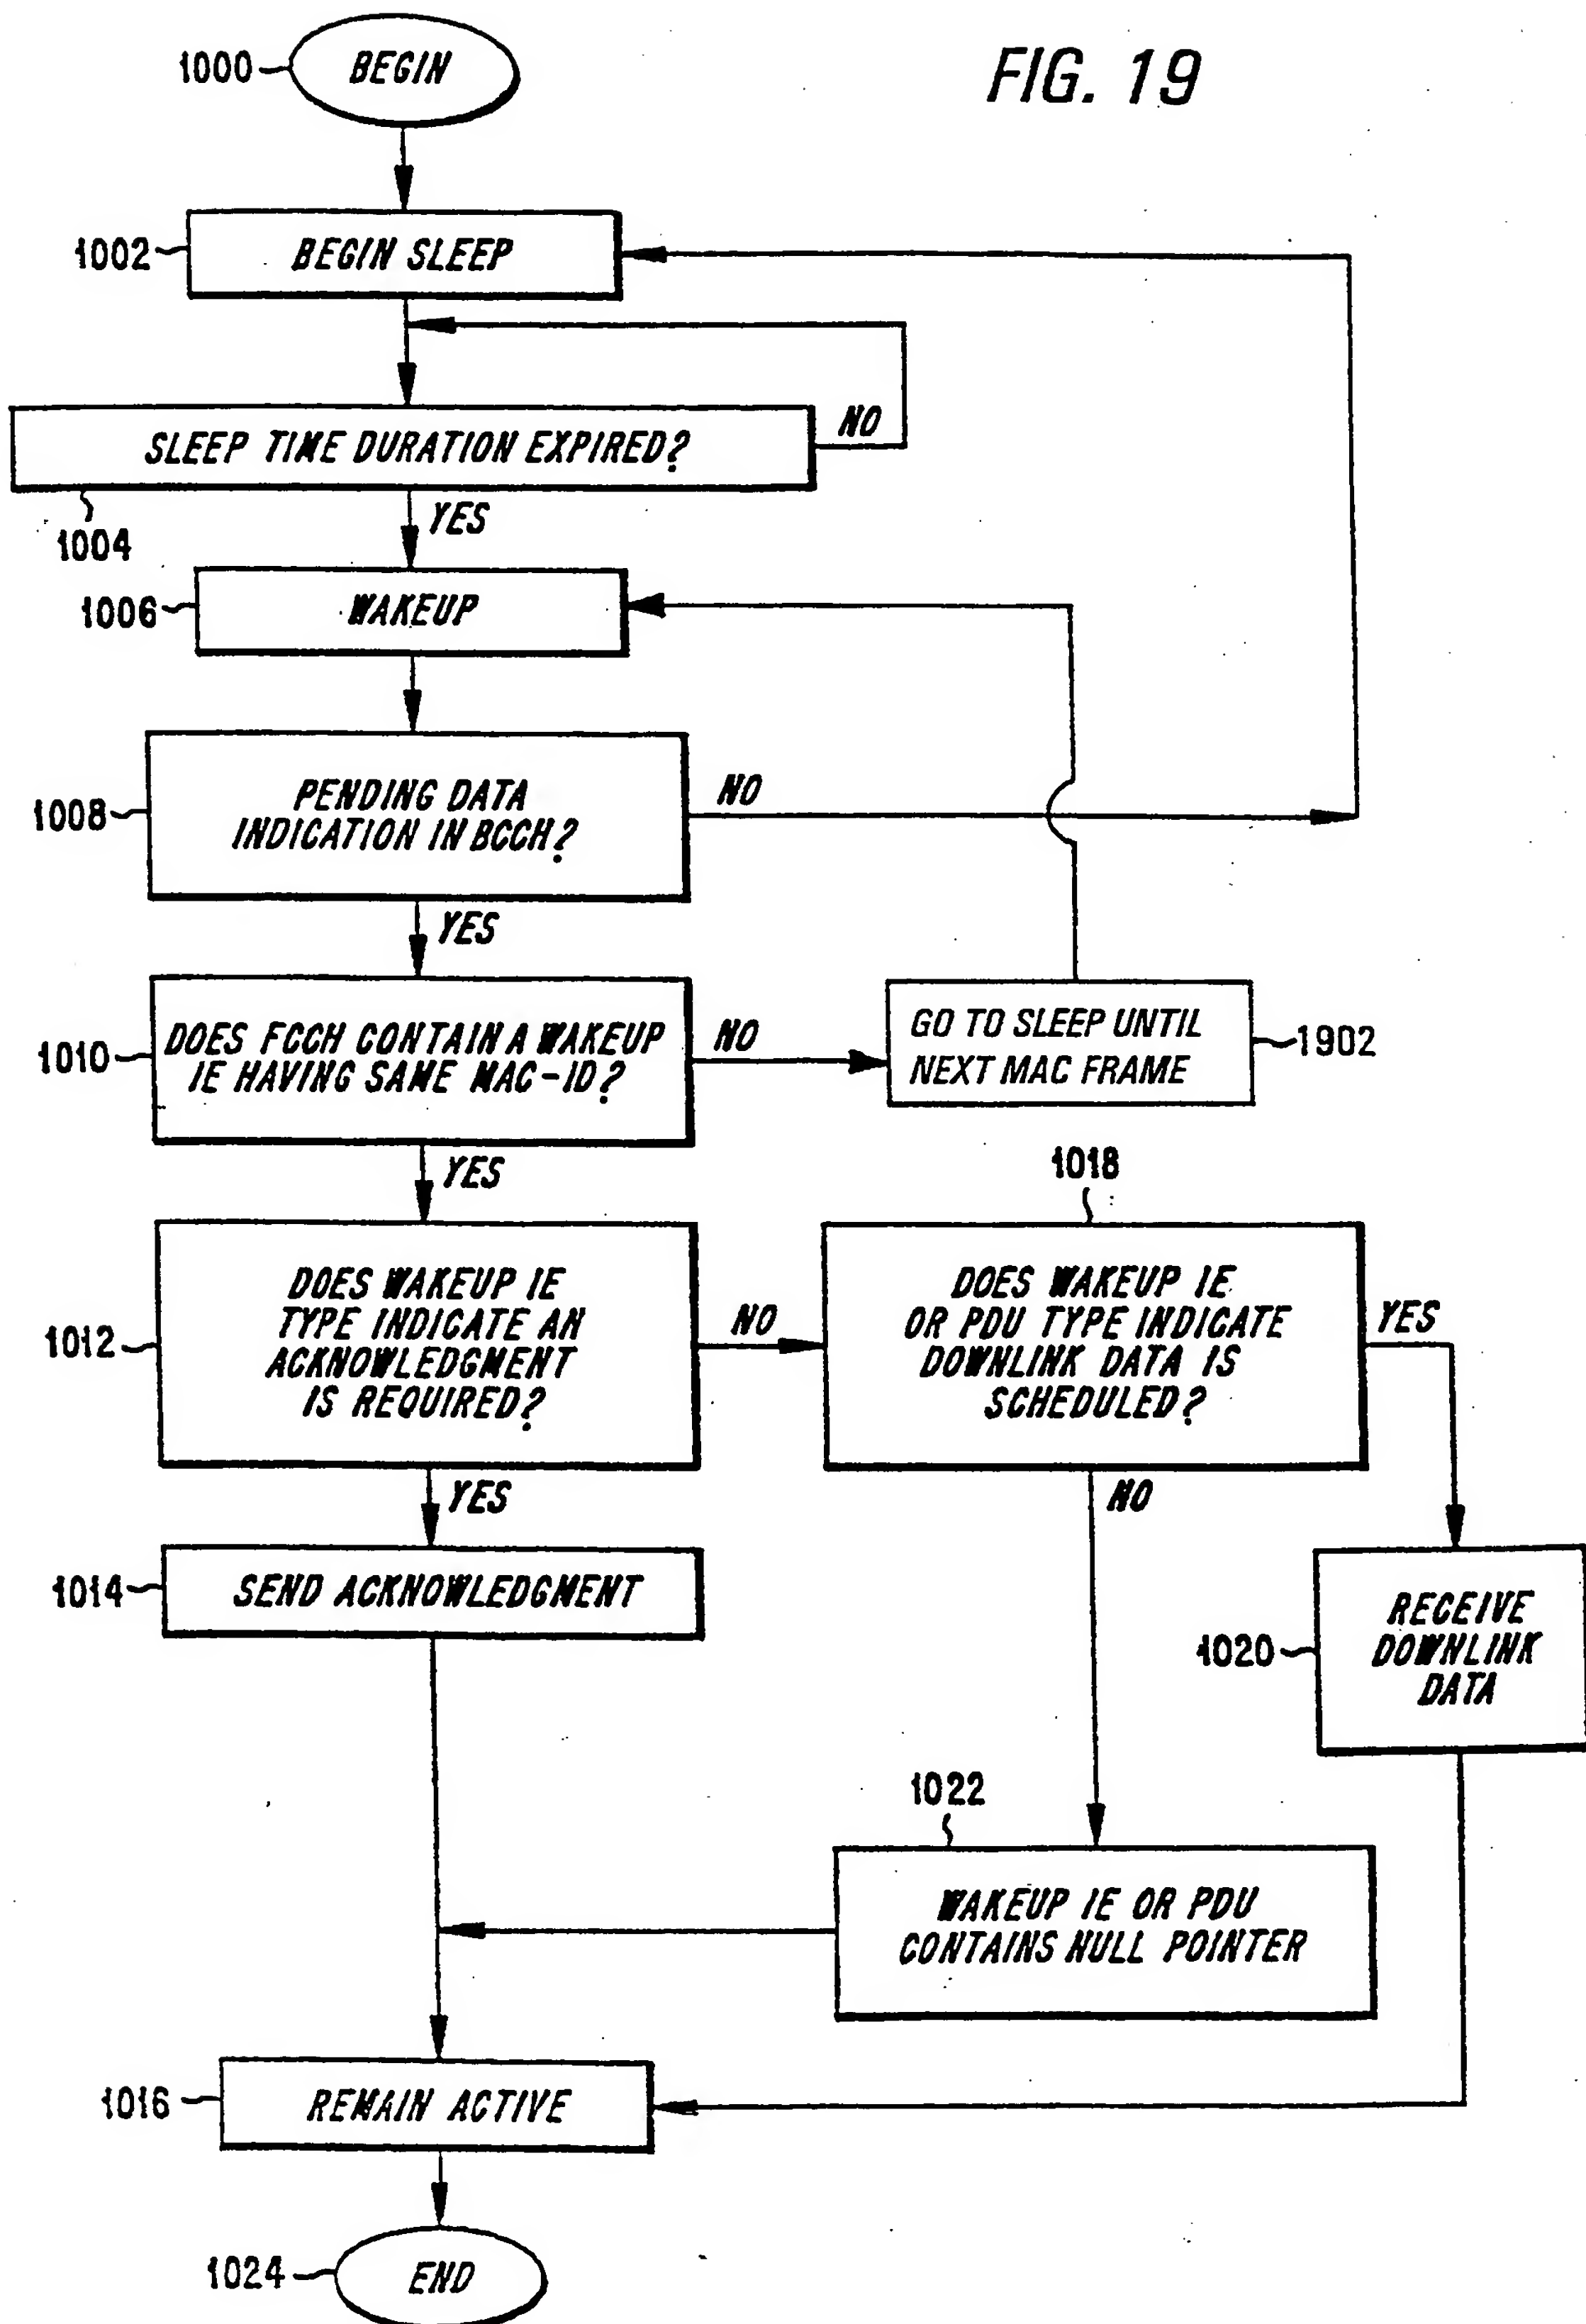 FIG. 19
1000
BEGIN
1002
BEGIN SLEEP
SLEEP TIME DURATION EXPIRED?
NO
1004
YES
1006
WAKEUP
1008
PENDING DATA
INDICATION IN BCCH?
NO
YES
1010
DOES FCCH CONTAIN A WAKEUP
IE HAVING SAME MAC-ID?
NO
GO TO SLEEP UNTIL
NEXT MAC FRAME
1902
YES
1012
DOES WAKEUP IE
TYPE INDICATE AN
ACKNOWLEDGMENT
IS REQUIRED?
NO
1018
DOES WAKEUP IE
OR PDU TYPE INDICATE
DOWNLINK DATA IS
SCHEDULED?
YES
YES
NO
1014
SEND ACKNOWLEDGMENT
1020
RECEIVE
DOWNLINK
DATA
1022
WAKEUP IE OR PDU
CONTAINS NULL POINTER
1016
REMAIN ACTIVE
1024
END